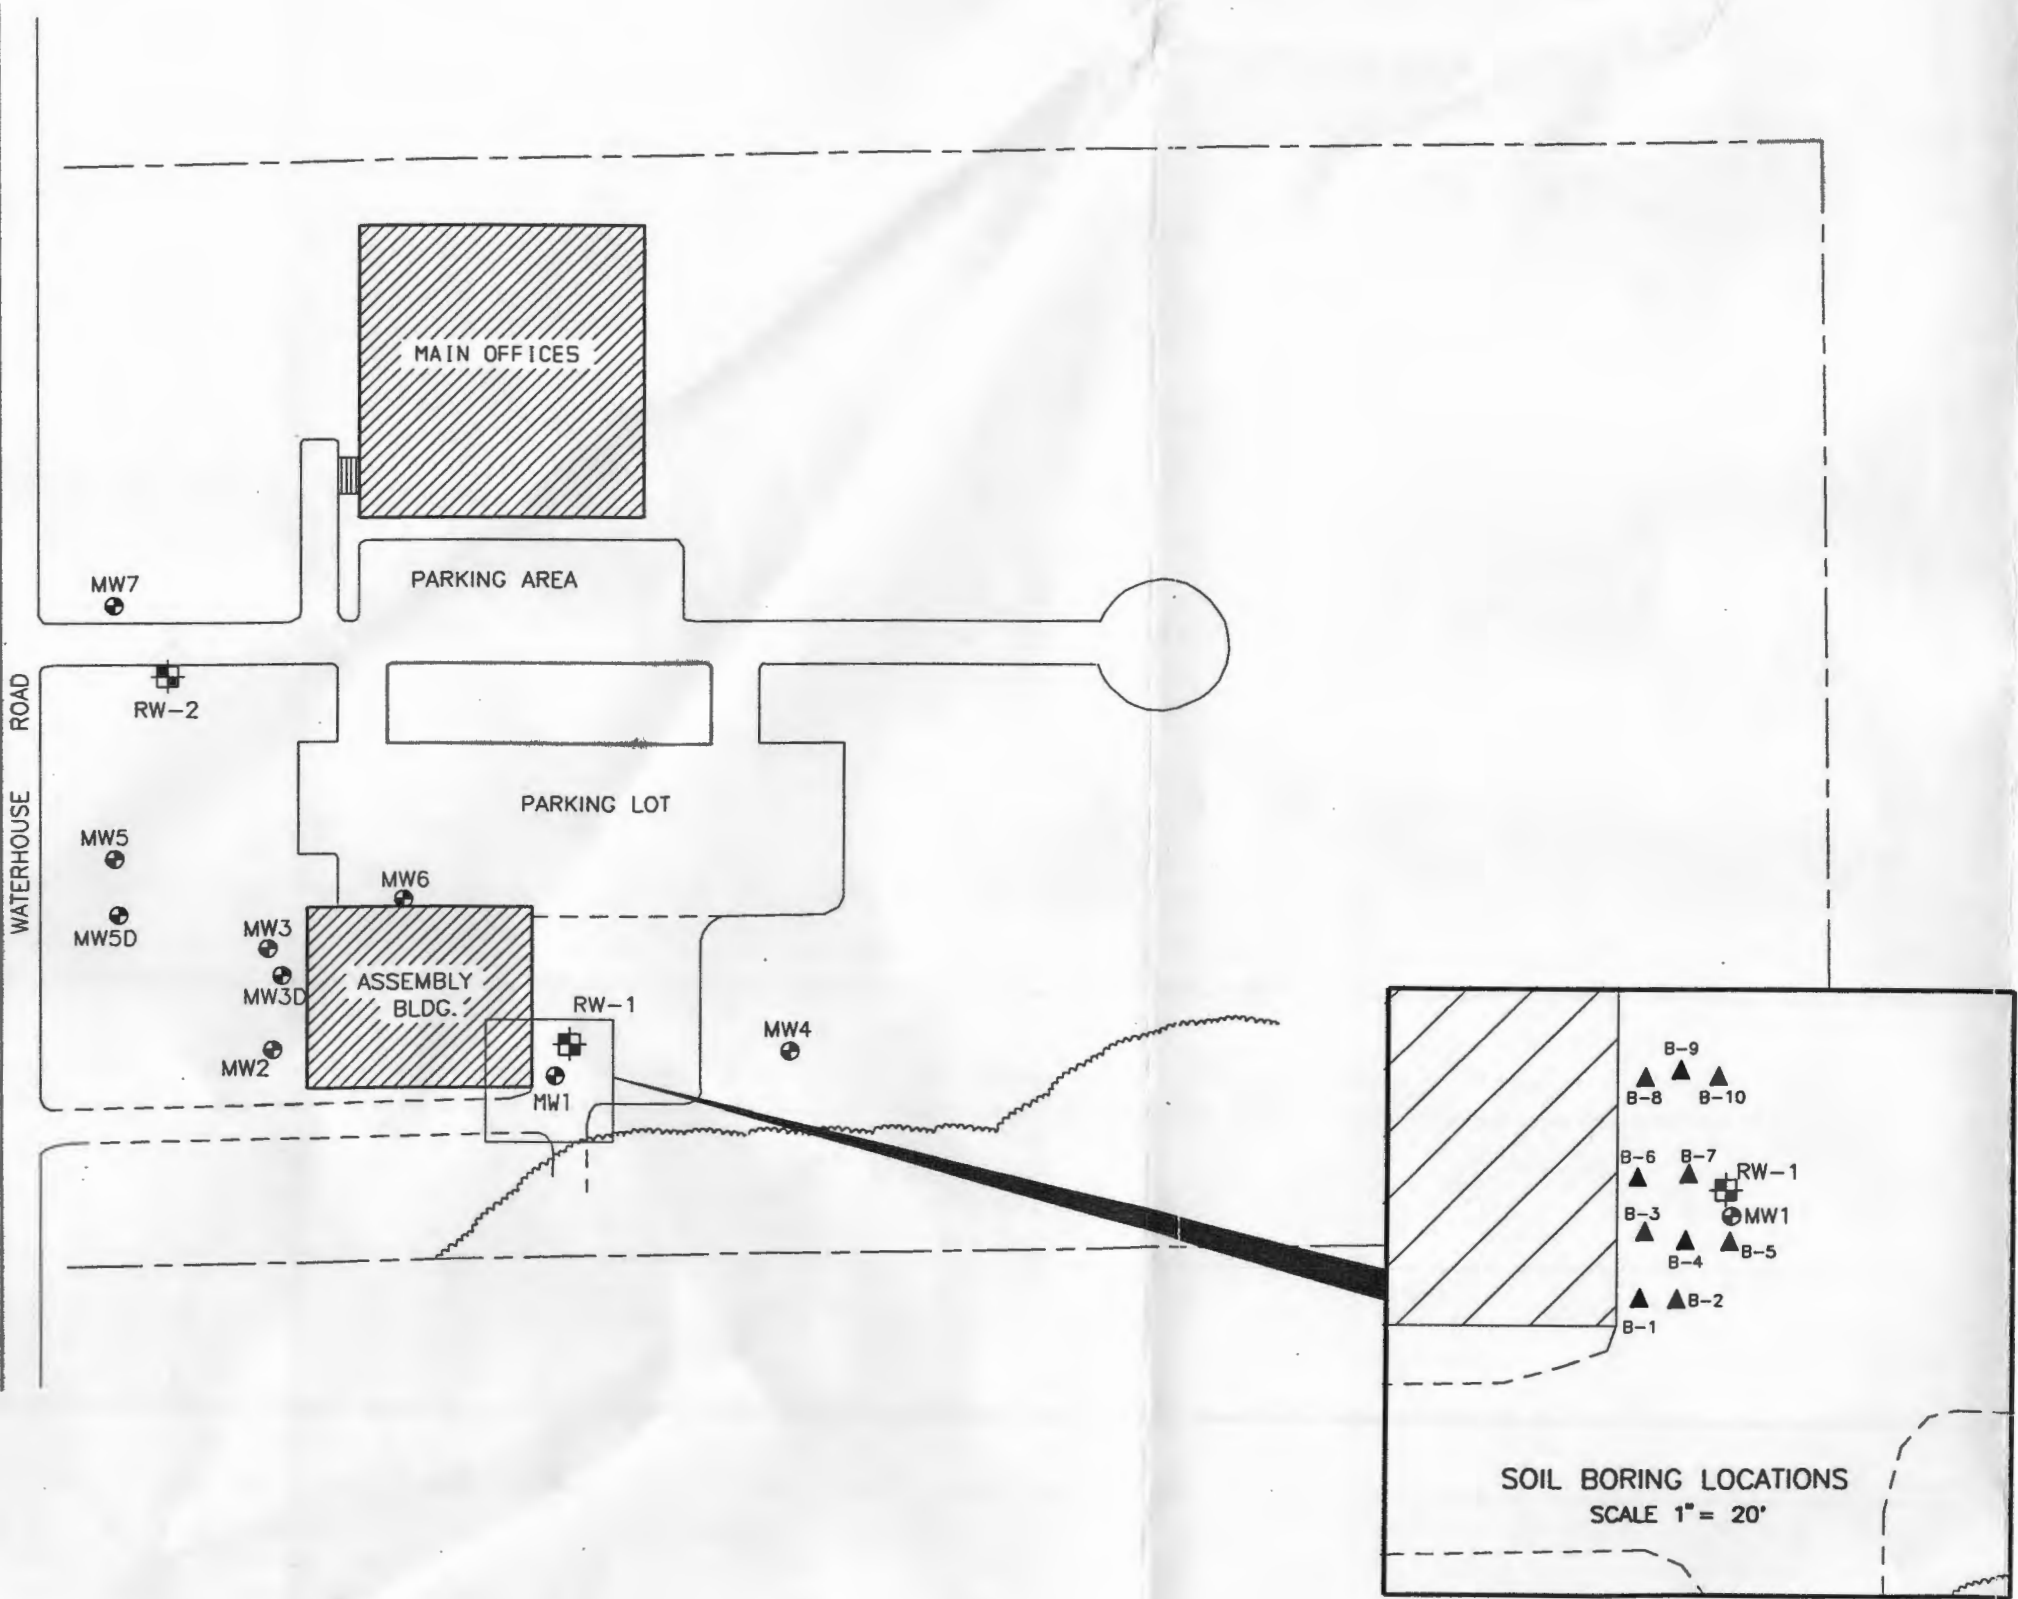 MAIN OFFICES
PARKING AREA
MW7
RW-2
WATERHOUSE ROAD
PARKING LOT
MW5
MW5D
MW6
MW3
MW3D
MW2
ASSEMBLY
BLDG.
RW-1
MW1
MW4
B-9
B-8
B-10
B-6
B-7
RW-1
MW1
B-3
B-4
B-5
B-2
B-1
SOIL BORING LOCATIONS
SCALE 1"= 20'